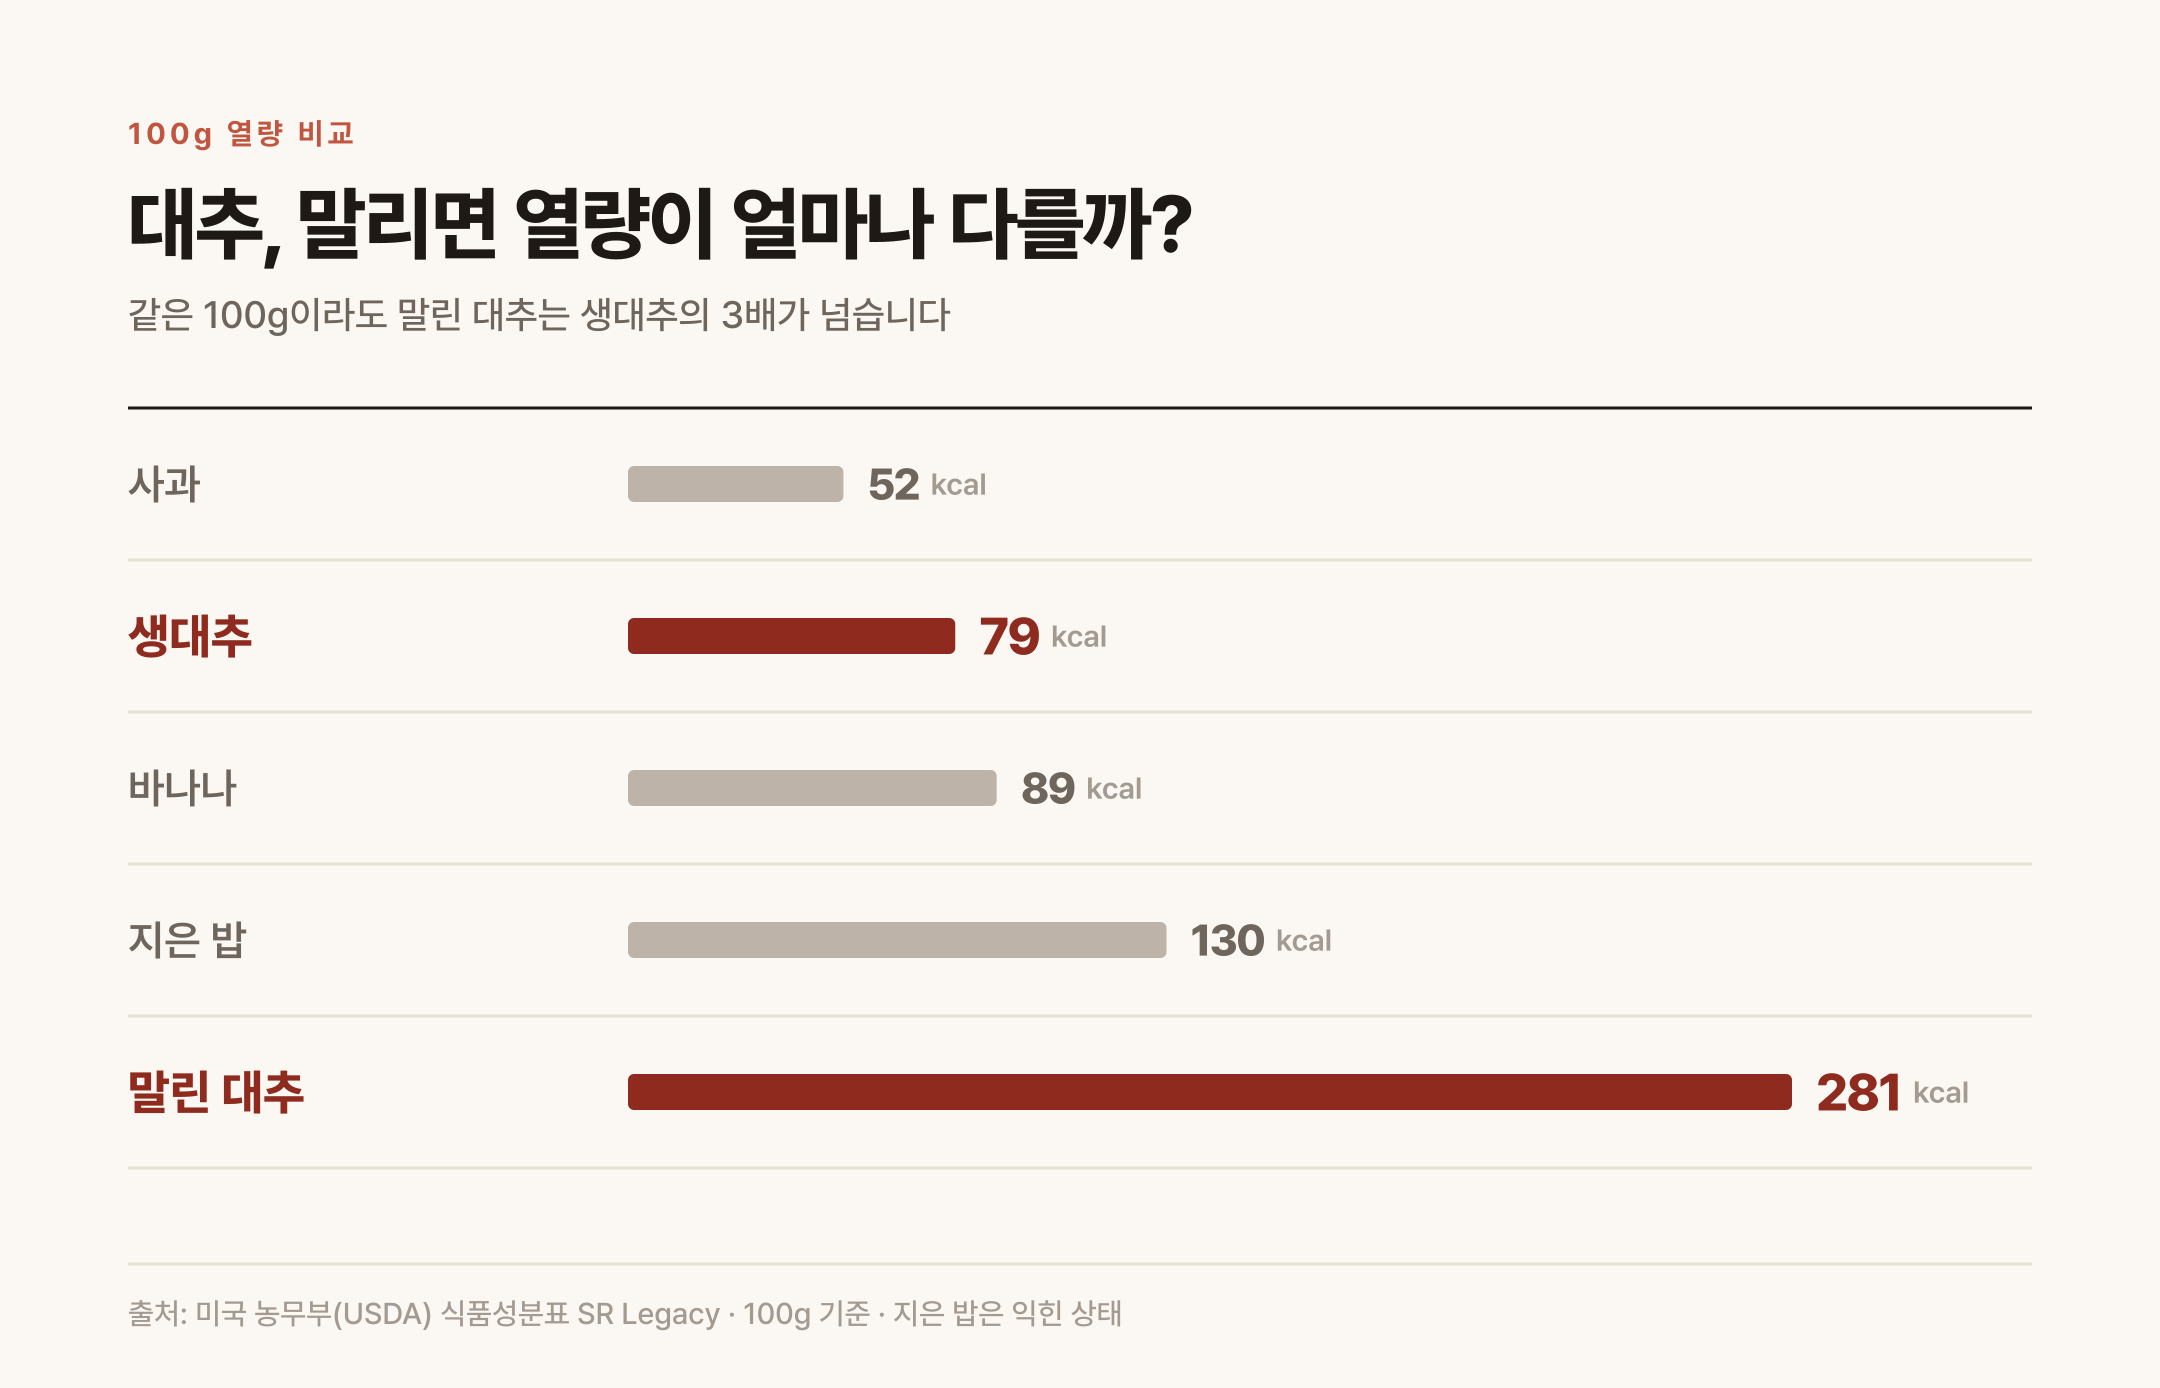 100g 열량 비교
대추, 말리면 열량이 얼마나 다를까?
같은 100g이라도 말린 대추는 생대추의 3배가 넘습니다
사과 52 kcal
생대추 79 kcal
바나나 89 kcal
지은 밥 130 kcal
말린 대추 281 kcal
출처: 미국 농무부(USDA) 식품성분표 SR Legacy · 100g 기준 · 지은 밥은 익힌 상태